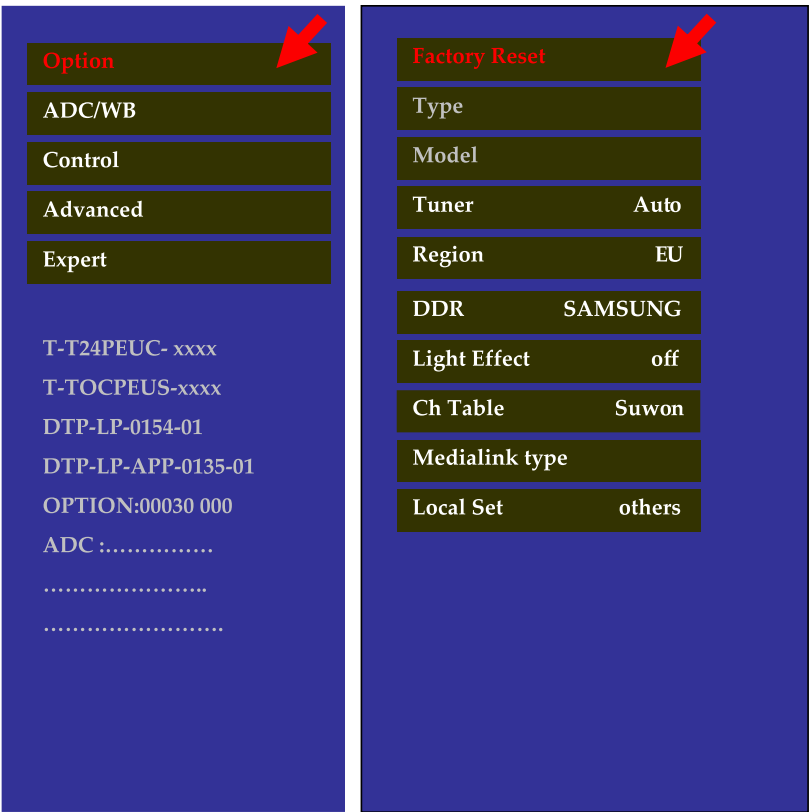 Option
ADC/WB
Control
Advanced
Expert
T-T24PEUC- xxxx
T-TOCPEUS-xxxx
DTP-LP-0154-01
DTP-LP-APP-0135-01
OPTION:00030 000
ADC :……………
…………………..
…………………….
Factory Reset
Type
Model
Tuner Auto
Region EU
DDR SAMSUNG
Light Effect off
Ch Table Suwon
Medialink type
Local Set others